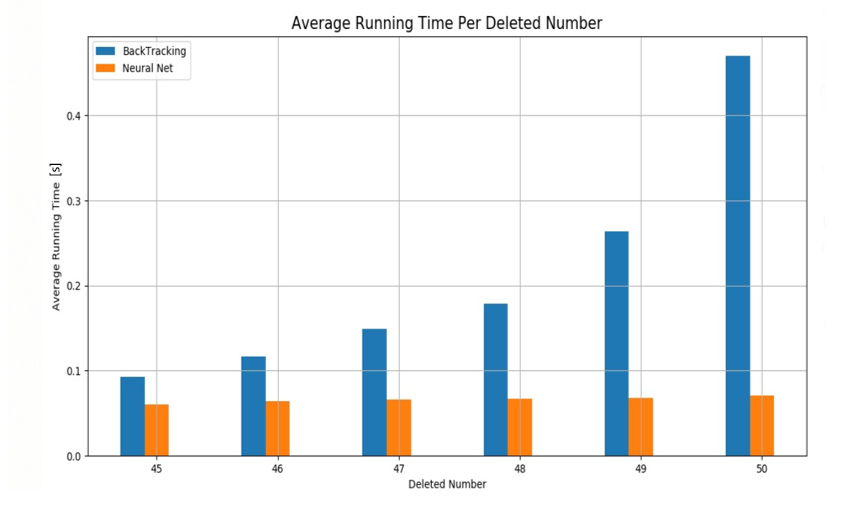 Average Running Time Per Deleted Number
BackTracking
Neural Net
Average Running Time [s]
0.4
0.3
0.2
0.1
0.0
45 46 47 48 49 50
Deleted Number